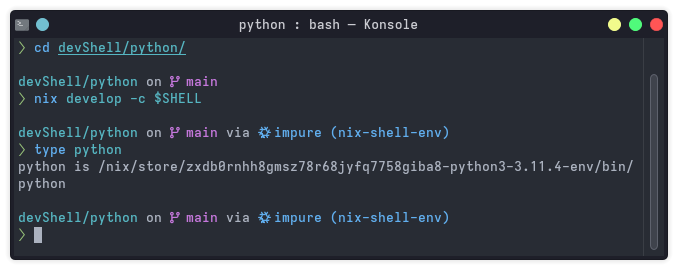 python : bash — Konsole
❯ cd devShell/python/
devShell/python on main
❯ nix develop -c $SHELL
devShell/python on main via impure (nix-shell-env)
❯ type python
python is /nix/store/zxdb0rnhh8gmsz78r68jyfq7758giba8-python3-3.11.4-env/bin/
python
devShell/python on main via impure (nix-shell-env)
❯